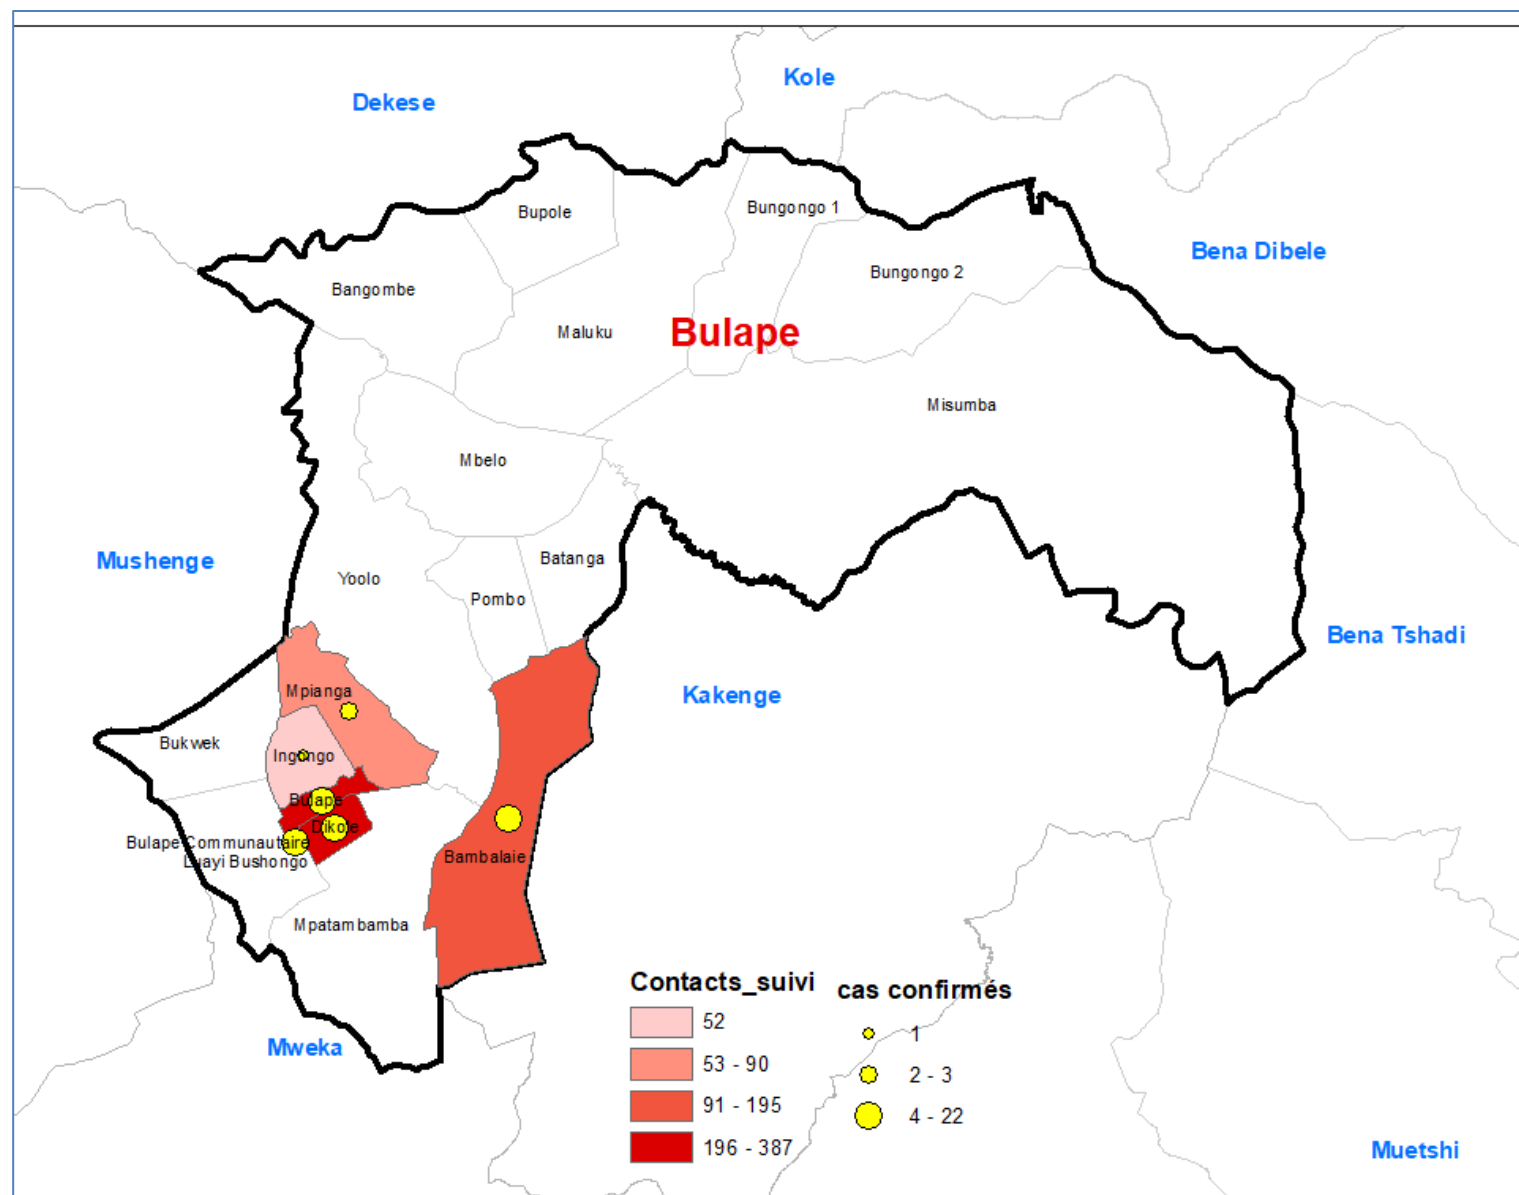 Kole
Dekese
Bungongo 1
Bupole
Bena Dibele
Bungongo 2
Bangombe
Maluku
Bulape
Misumba
Mbelo
Mushenge
Batanga
Yoolo
Pombo
Bena Tshadi
Mpianga
Kakenge
Bukwek
Ingongo
Bulape
Dikole
Bulape Communautaire
Luayi Bushongo
Bambalaie
Mpatambamba
Mweka
Contacts_suivi
52
53 - 90
91 - 195
196 - 387
cas confirmés
1
2 - 3
4 - 22
Muetshi